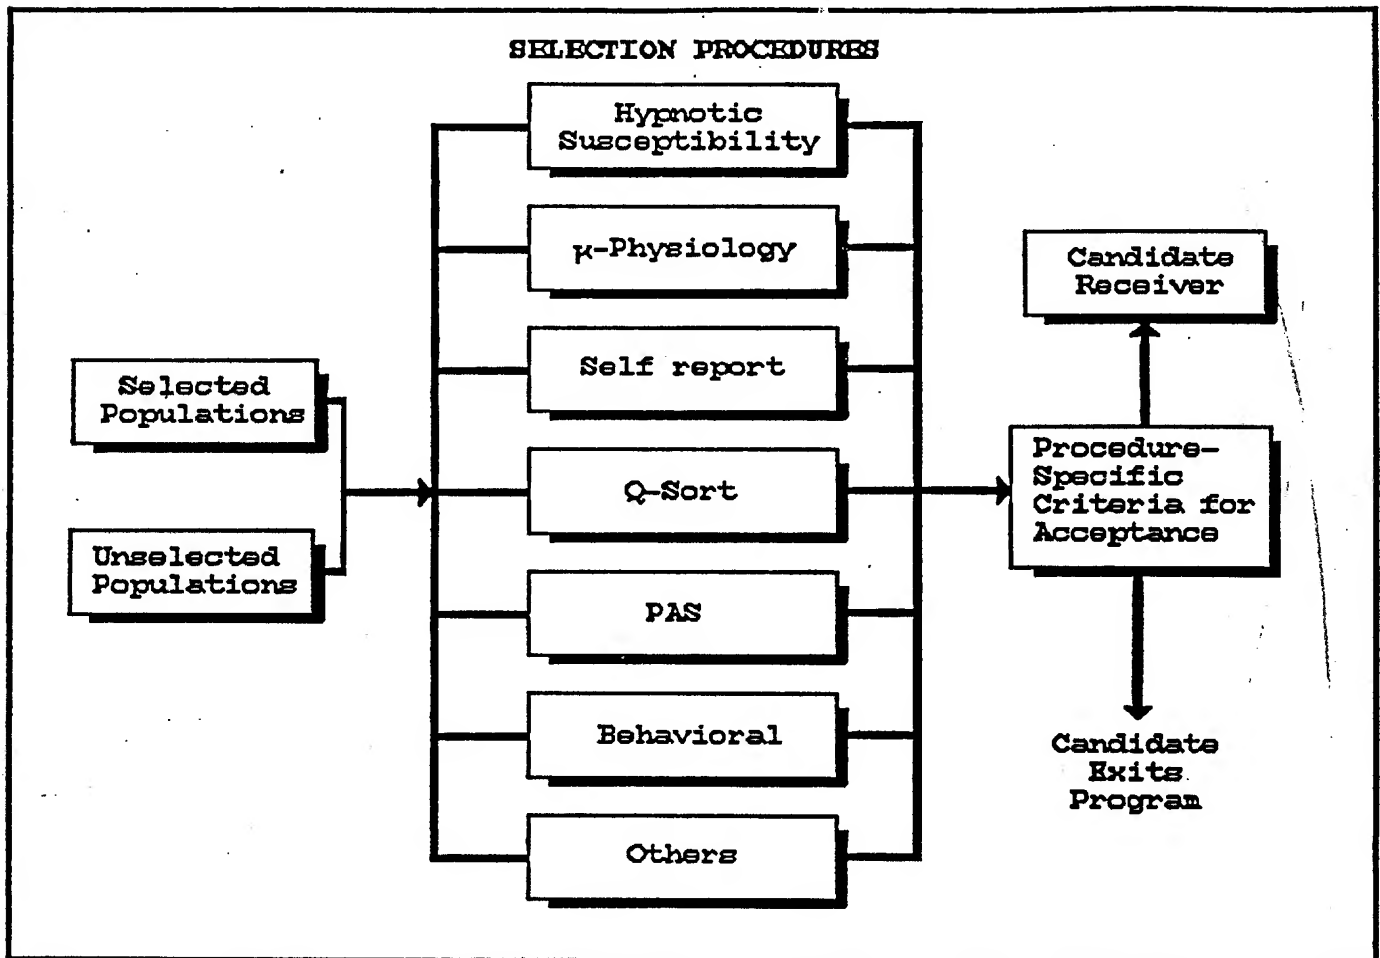 SELECTION PROCEDURES
Hypnotic
Susceptibility
μ-Physiology
Self report
Q-Sort
PAS
Behavioral
Others
Selected
Populations
Unselected
Populations
Procedure-
Specific
Criteria for
Acceptance
Candidate
Receiver
Candidate
Exits
Program